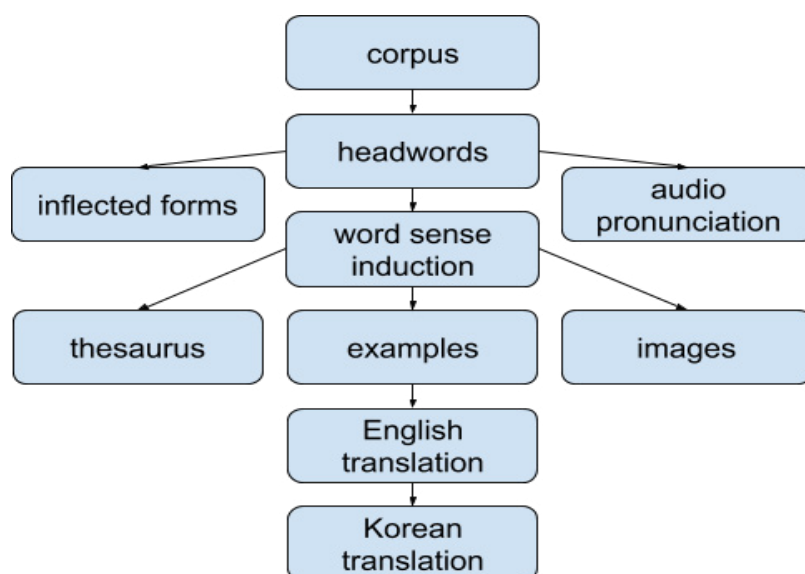 corpus
headwords
inflected forms
audio
pronunciation
word sense
induction
thesaurus
examples
images
English
translation
Korean
translation